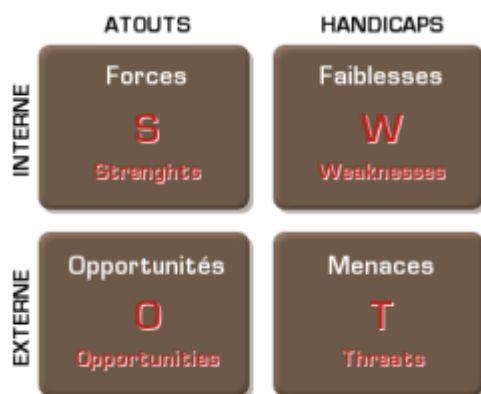 ATOUTS
HANDICAPS
INTERNE
Forces
S
Strenghts
Faiblesses
W
Weaknesses
EXTERNE
Opportunités
O
Opportunities
Menaces
T
Threats